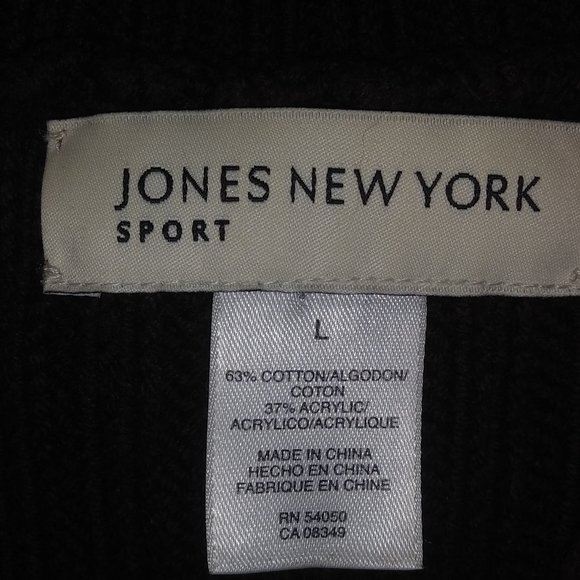 JONES NEW YORK
SPORT
L
63% COTTON/ALGODON/
COTON
37% ACRYLIC/
ACRYLICO/ACRYLIQUE
MADE IN CHINA
HECHO EN CHINA
FABRIQUE EN CHINE
RN 54050
CA 08349